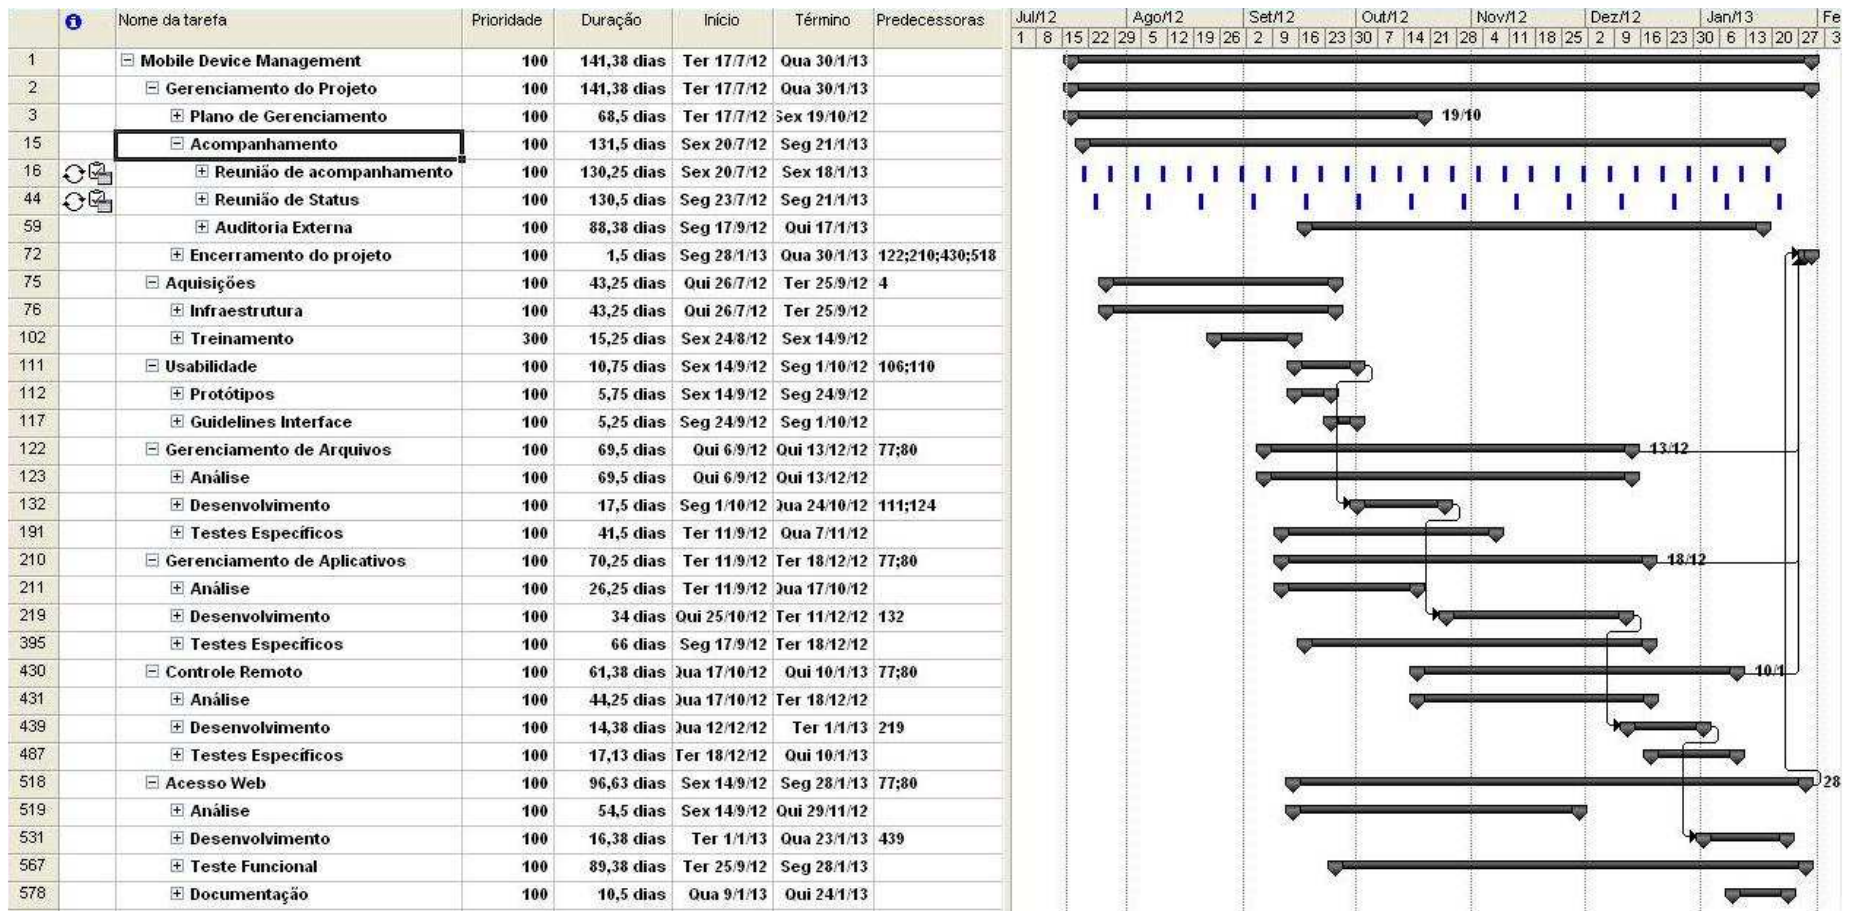 Nome da tarefa Prioridade Duração Início Término Predecessoras Jul/12 Ago/12 Set/12 Out/12 Nov/12 Dez/12 Jan/13 Fe
1 8 15 22 29 5 12 19 26 2 9 16 23 30 7 14 21 28 4 11 18 25 2 9 16 23 30 6 13 20 27 3
1 Mobile Device Management 100 141,38 dias Ter 17/7/12 Qua 30/1/13
2 Gerenciamento do Projeto 100 141,38 dias Ter 17/7/12 Qua 30/1/13
3 Plano de Gerenciamento 100 68,5 dias Ter 17/7/12 Sex 19/10/12 19/10
15 Acompanhamento 100 131,5 dias Sex 20/7/12 Seg 21/1/13
16 Reunião de acompanhamento 100 130,25 dias Sex 20/7/12 Sex 18/1/13
44 Reunião de Status 100 130,5 dias Seg 23/7/12 Seg 21/1/13
59 Auditoria Externa 100 88,38 dias Seg 17/9/12 Qui 17/1/13
72 Encerramento do projeto 100 1,5 dias Seg 28/1/13 Qua 30/1/13 122;210;430;518
75 Aquisições 100 43,25 dias Qui 26/7/12 Ter 25/9/12 4
76 Infraestrutura 100 43,25 dias Qui 26/7/12 Ter 25/9/12
102 Treinamento 300 15,25 dias Sex 24/8/12 Sex 14/9/12
111 Usabilidade 100 10,75 dias Sex 14/9/12 Seg 1/10/12 106;110
112 Protótipos 100 5,75 dias Sex 14/9/12 Seg 24/9/12
117 Guidelines Interface 100 5,25 dias Seg 24/9/12 Seg 1/10/12
122 Gerenciamento de Arquivos 100 69,5 dias Qui 6/9/12 Qui 13/12/12 77;80 13/12
123 Análise 100 69,5 dias Qui 6/9/12 Qui 13/12/12
132 Desenvolvimento 100 17,5 dias Seg 1/10/12 Qua 24/10/12 111;124
191 Testes Específicos 100 41,5 dias Ter 11/9/12 Qua 7/11/12
210 Gerenciamento de Aplicativos 100 70,25 dias Ter 11/9/12 Ter 18/12/12 77;80 18/12
211 Análise 100 26,25 dias Ter 11/9/12 Qua 17/10/12
219 Desenvolvimento 100 34 dias Qui 25/10/12 Ter 11/12/12 132
395 Testes Específicos 100 66 dias Seg 17/9/12 Ter 18/12/12
430 Controle Remoto 100 61,38 dias Qua 17/10/12 Qui 10/1/13 77;80 10/1
431 Análise 100 44,25 dias Qua 17/10/12 Ter 18/12/12
439 Desenvolvimento 100 14,38 dias Qua 12/12/12 Ter 1/1/13 219
487 Testes Específicos 100 17,13 dias Ter 18/12/12 Qui 10/1/13
518 Acesso Web 100 96,63 dias Sex 14/9/12 Seg 28/1/13 77;80 28
519 Análise 100 54,5 dias Sex 14/9/12 Qui 29/11/12
531 Desenvolvimento 100 16,38 dias Ter 1/1/13 Qua 23/1/13 439
567 Teste Funcional 100 89,38 dias Ter 25/9/12 Seg 28/1/13
578 Documentação 100 10,5 dias Qua 9/1/13 Qui 24/1/13